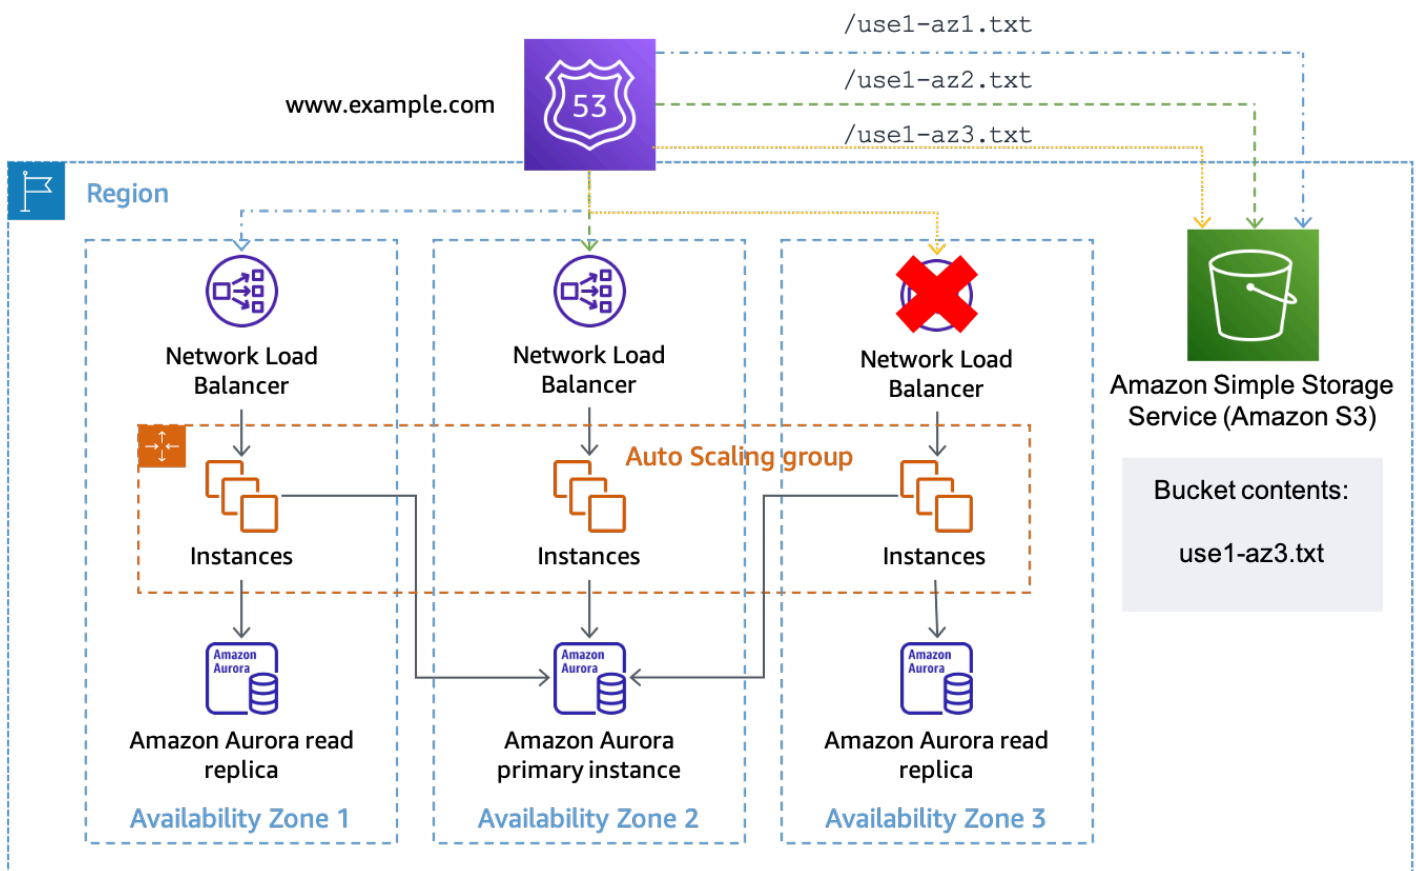 /use1-az1.txt
/use1-az2.txt
www.example.com
53
/use1-az3.txt
Region
Network Load
Balancer
Network Load
Balancer
Network Load
Balancer
Amazon Simple Storage
Service (Amazon S3)
Auto Scaling group
Bucket contents:
use1-az3.txt
Instances
Instances
Instances
Amazon
Aurora
Amazon
Aurora
Amazon
Aurora
Amazon Aurora read
replica
Amazon Aurora
primary instance
Amazon Aurora read
replica
Availability Zone 1
Availability Zone 2
Availability Zone 3